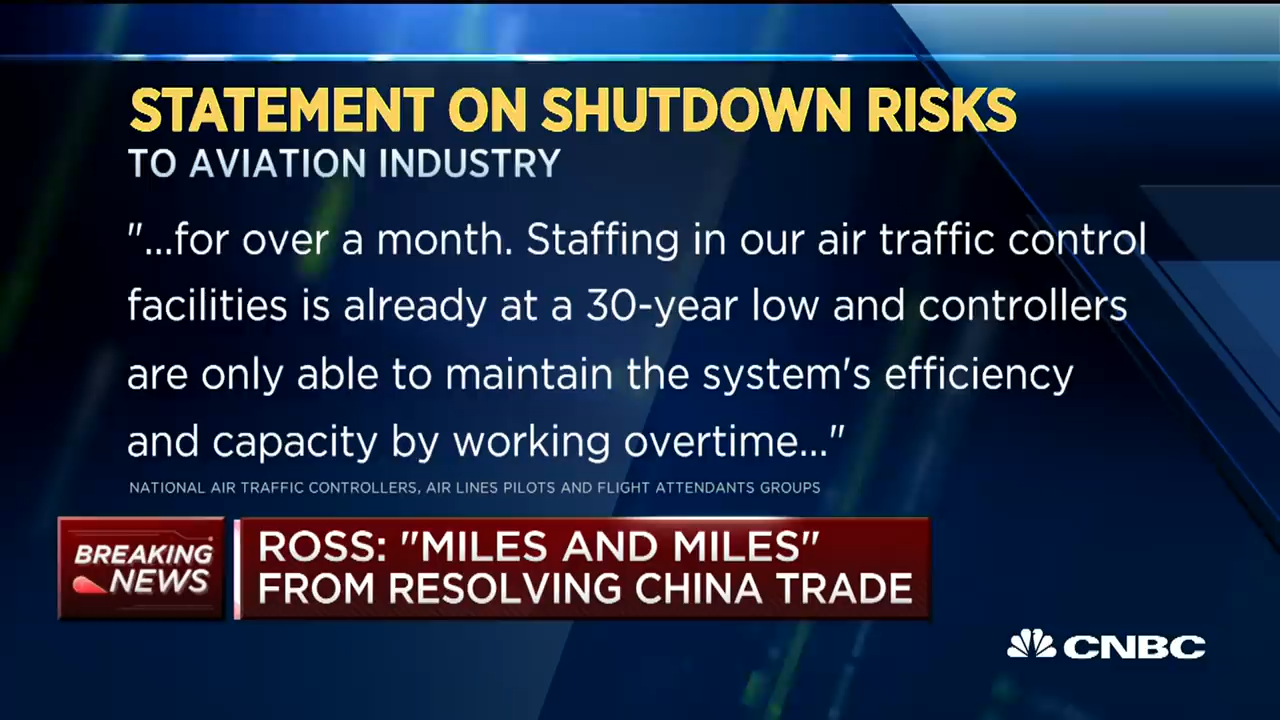 STATEMENT ON SHUTDOWN RISKS
TO AVIATION INDUSTRY
"...for over a month. Staffing in our air traffic control
facilities is already at a 30-year low and controllers
are only able to maintain the system's efficiency
and capacity by working overtime..."
NATIONAL AIR TRAFFIC CONTROLLERS, AIR LINES PILOTS AND FLIGHT ATTENDANTS GROUPS
BREAKING
NEWS
ROSS: "MILES AND MILES"
FROM RESOLVING CHINA TRADE
CNBC